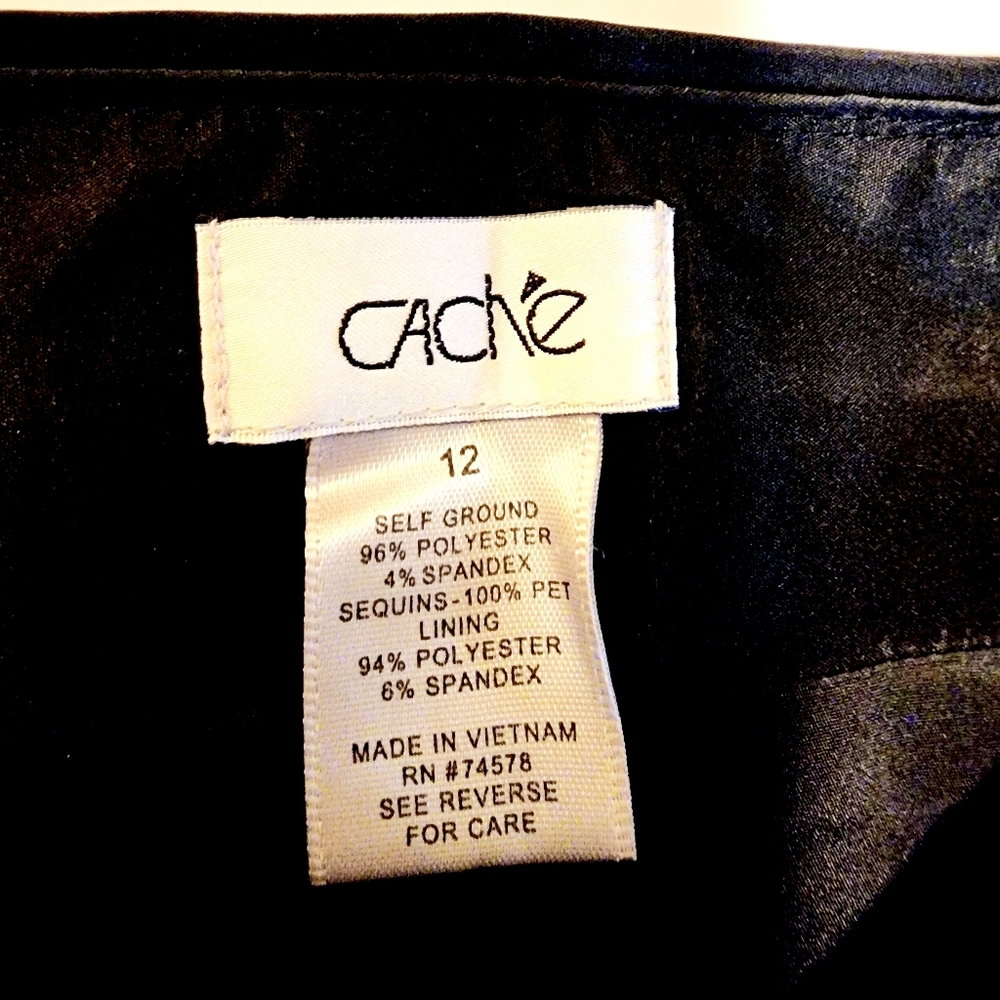 CACHÉ
12
SELF GROUND
96% POLYESTER
4% SPANDEX
SEQUINS-100% PET
LINING
94% POLYESTER
6% SPANDEX
MADE IN VIETNAM
RN #74578
SEE REVERSE
FOR CARE